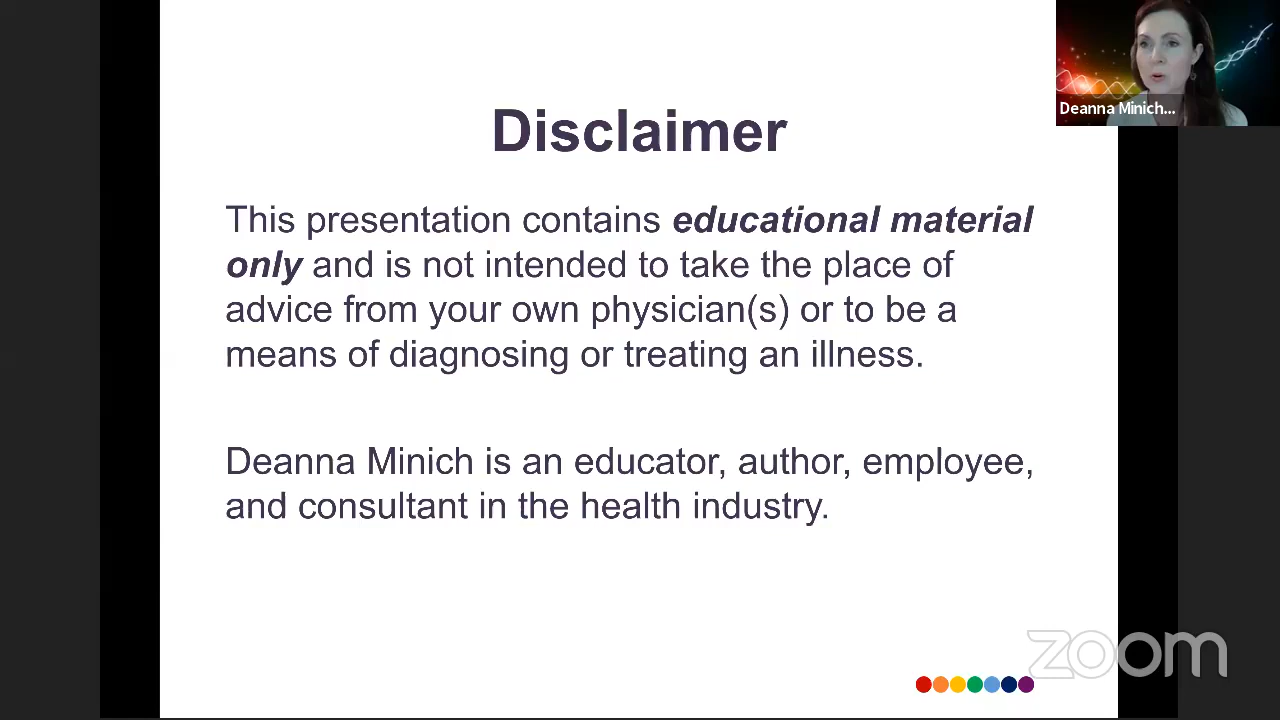 Deanna Minich...
Disclaimer
This presentation contains educational material
only and is not intended to take the place of
advice from your own physician(s) or to be a
means of diagnosing or treating an illness.
Deanna Minich is an educator, author, employee,
and consultant in the health industry.
zoom